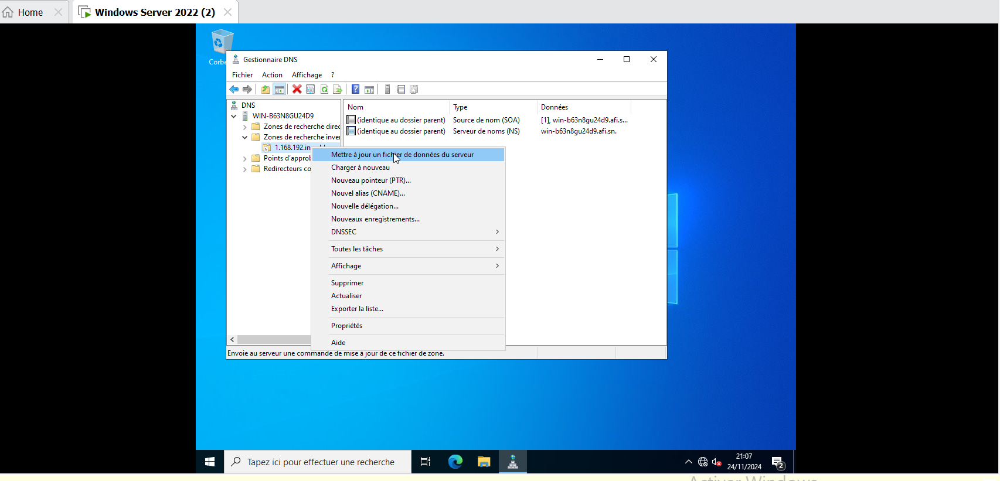 Home
Windows Server 2022 (2)
Gestionnaire DNS
Fichier Action Affichage ?
DNS
WIN-B63N8GU24D9
Zones de recherche
Zones de recherche
1.168.192.in
Points
Redirecteurs
Nom Type Données
(identique au dossier parent) Source de nom (SOA) [1], win-b63n8gu24d9.afi.s...
(identique au dossier parent) Serveur de noms (NS) win-b63n8gu24d9.afi.sn.
Mettre à jour un fichier de données du serveur
Charger à nouveau
Nouveau pointeur (PTR)...
Nouvel alias (CNAME)...
Nouvelle délégation...
Nouveaux enregistrements...
DNSSEC
Toutes les tâches
Affichage
Supprimer
Actualiser
Exporter la liste...
Propriétés
Aide
Envoie au serveur une commande de mise à jour de ce fichier de zone.
Tapez ici pour effectuer une recherche
21:07
24/11/2024
2
Activer Windows